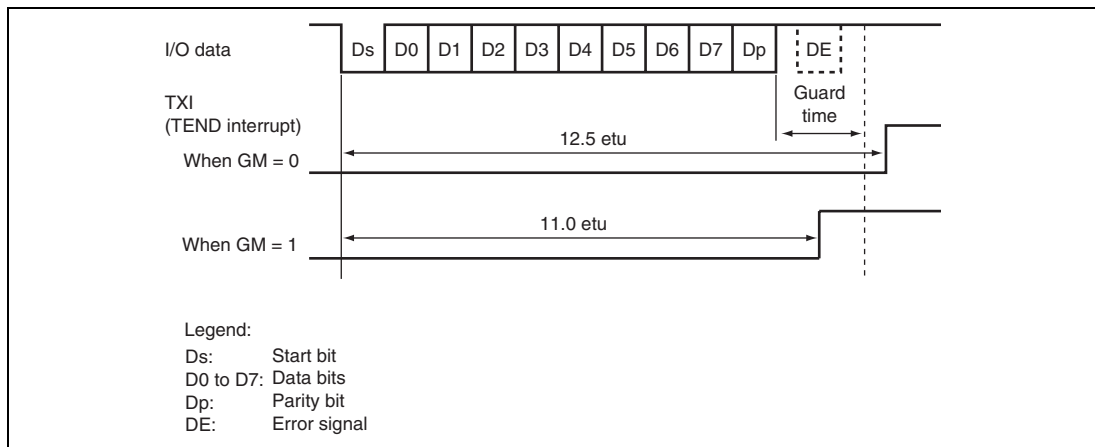 I/O data
Ds D0 D1 D2 D3 D4 D5 D6 D7 Dp DE
Guard
time
TXI
(TEND interrupt)
12.5 etu
When GM = 0
11.0 etu
When GM = 1
Legend:
Ds: Start bit
D0 to D7: Data bits
Dp: Parity bit
DE: Error signal